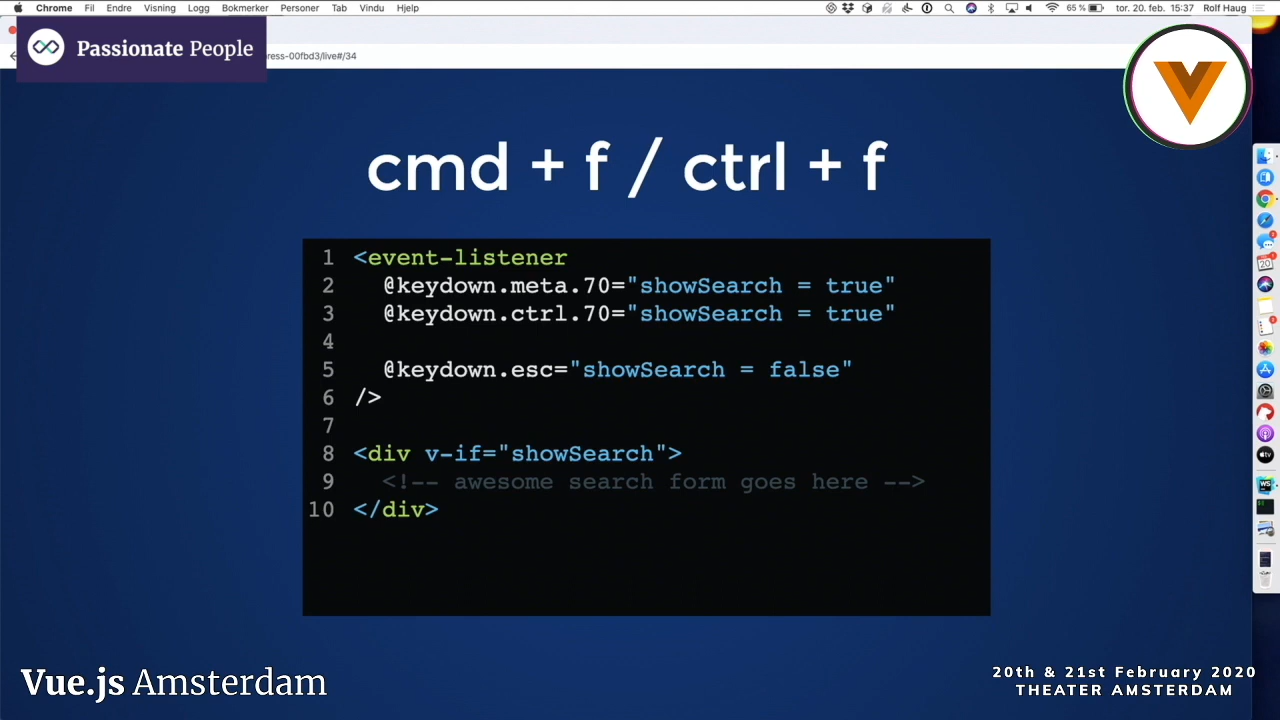 Chrome Fil Endre Visning Logg Bokmerker Personer Tab Vindu Hjelp 65 % tor. 20. feb. 15:37 Rolf Haug
Passionate People
ress-00fbd3/live#/34
cmd + f / ctrl + f
1 <event-listener
2 @keydown.meta.70="showSearch = true"
3 @keydown.ctrl.70="showSearch = true"
4
5 @keydown.esc="showSearch = false"
6 />
7
8 <div v-if="showSearch">
9 <!-- awesome search form goes here -->
10 </div>
Vue.js Amsterdam
20th & 21st February 2020
THEATER AMSTERDAM